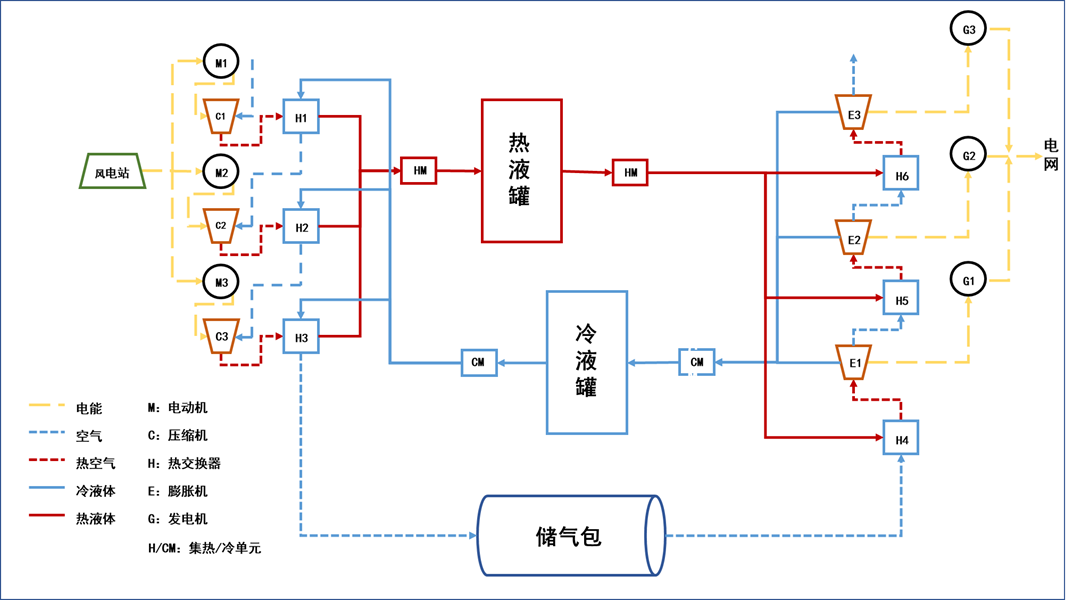 G3
M1
C1
H1
E3
热
液
罐
HM
HM
风电站
M2
G2
电
网
H6
C2
H2
E2
M3
G1
H5
C3
H3
冷
液
罐
CM
CM
E1
H4
电能
空气
热空气
冷液体
热液体
M：电动机
C：压缩机
H：热交换器
E：膨胀机
G：发电机
H/CM：集热/冷单元
储气包